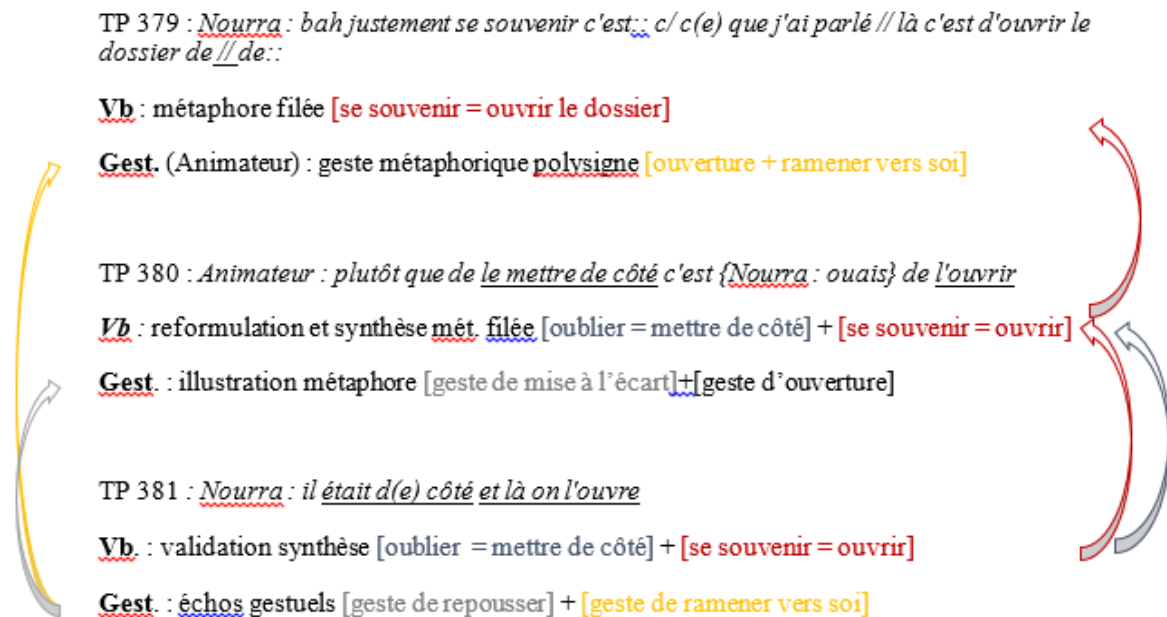 TP 379 : Nourra : bah justement se souvenir c'est:: c/ c(e) que j'ai parlé // là c'est d'ouvrir le
dossier de // de::
Vb : métaphore filée [se souvenir = ouvrir le dossier]
Gest. (Animateur) : geste métaphorique polysigne [ouverture + ramener vers soi]
TP 380 : Animateur : plutôt que de le mettre de côté c'est {Nourra : ouais} de l'ouvrir
Vb : reformulation et synthèse mét. filée [oublier = mettre de côté] + [se souvenir = ouvrir]
Gest. : illustration métaphore [geste de mise à l'écart]+[geste d'ouverture]
TP 381 : Nourra : il était d(e) côté et là on l'ouvre
Vb. : validation synthèse [oublier = mettre de côté] + [se souvenir = ouvrir]
Gest. : échos gestuels [geste de repousser] + [geste de ramener vers soi]